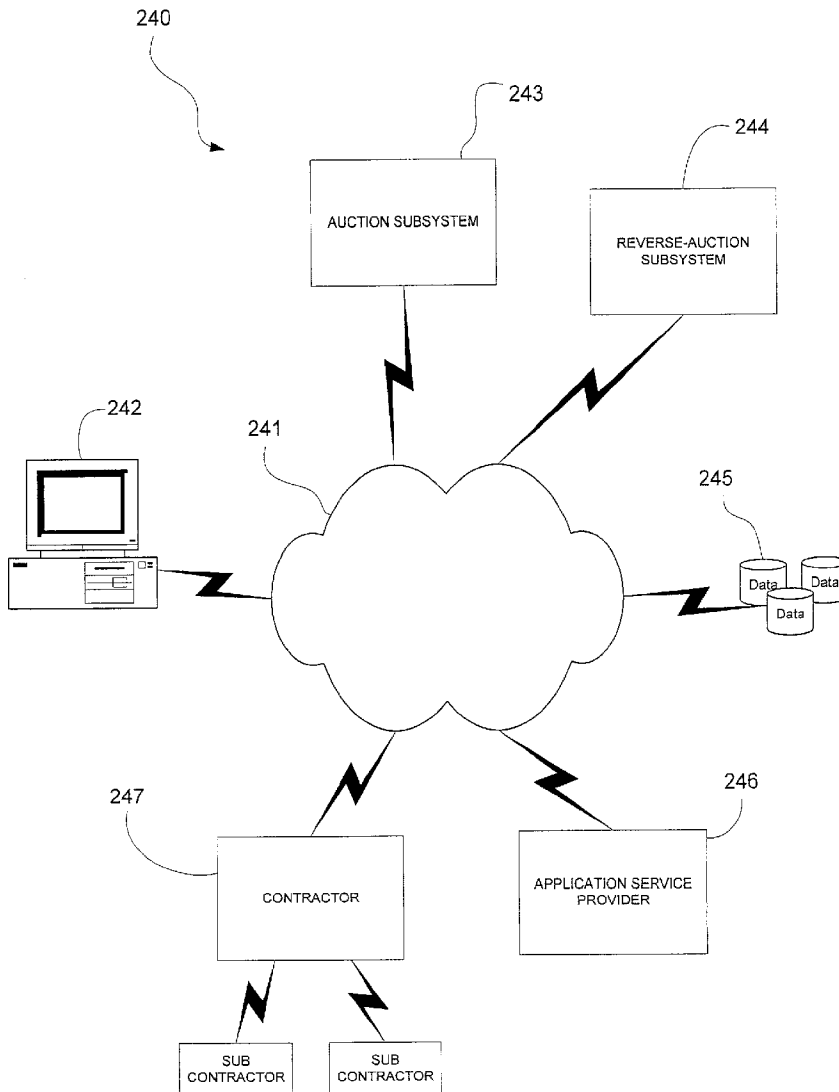 240
243
244
AUCTION SUBSYSTEM
REVERSE-AUCTION
SUBSYSTEM
242
241
245
Data
Data
Data
247
246
CONTRACTOR
APPLICATION SERVICE
PROVIDER
SUB
CONTRACTOR
SUB
CONTRACTOR